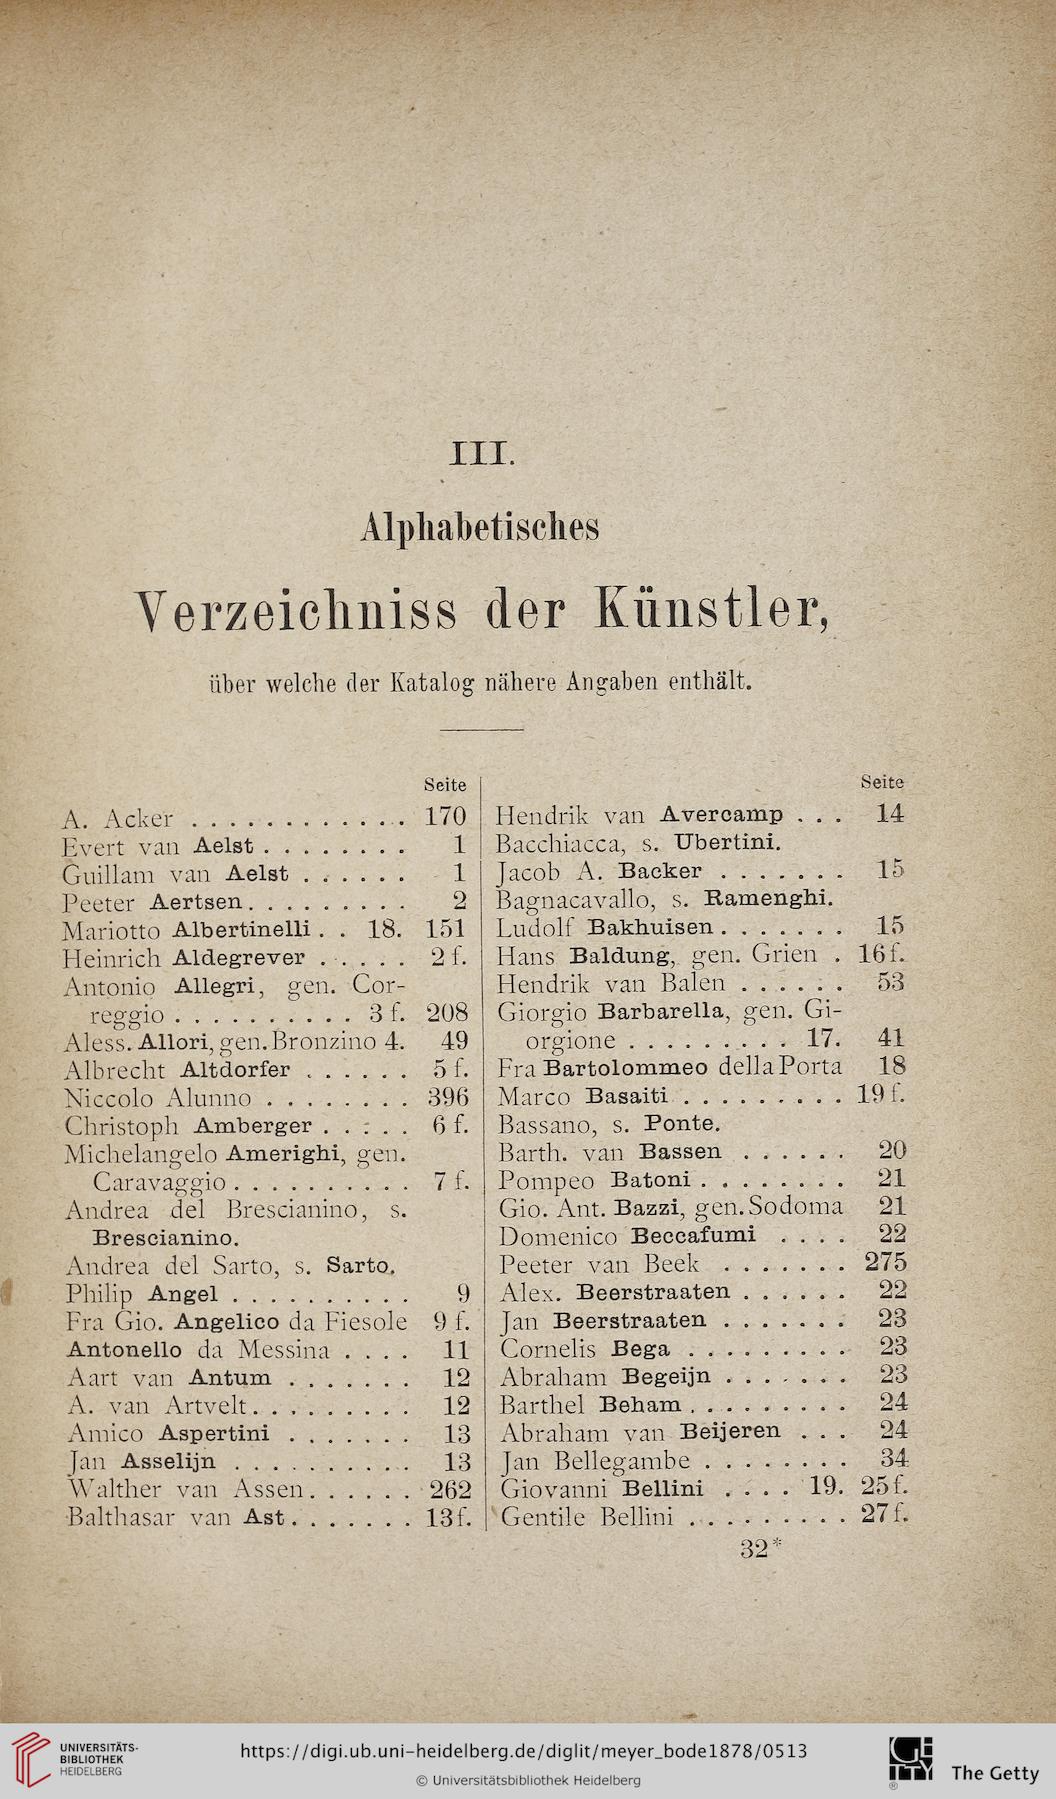 III.
Alphabetisches
Verzeichniss der Künstler,
über welche der Katalog nähere Angaben enthält.
Seite
A. Acker . . . . . . . . . . . . 170
Evert van Aelst . . . . . . . . 1
Guillam van Aelst . . . . . . 1
Peeter Aertsen . . . . . . . . . 2
Mariotto Albertinelli . . 18. 151
Heinrich Aldegrever . . . . . 2 f.
Antonio Allegri, gen. Cor-
reggio . . . . . . . . . . 3 f. 208
Aless. Allori, gen. Bronzino 4. 49
Albrecht Altdorfer . . . . . . 5 f.
Niccolo Alunno . . . . . . . . 396
Christoph Amberger . . . . . 6 f.
Michelangelo Amerighi, gen.
Caravaggio . . . . . . . . . . 7 f.
Andrea del Brescianino, s.
Brescianino.
Andrea del Sarto, s. Sarto.
Philip Angel . . . . . . . . . . 9
Fra Gio. Angelico da Fiesole 9 f.
Antonello da Messina . . . . 11
Aart van Antum . . . . . . . 12
A. van Artvelt . . . . . . . . . 12
Amico Aspertini . . . . . . . 13
Jan Asselijn . . . . . . . . . . 13
Walther van Assen . . . . . . 262
Balthasar van Ast . . . . . . . 13 f.
Seite
Hendrik van Avercamp . . . 14
Bacchiacca, s. Ubertini.
Jacob A. Backer . . . . . . . 15
Bagnacavallo, s. Ramenghi.
Ludolf Bakhuisen . . . . . . . 15
Hans Baldung, gen. Grien . 16 f.
Hendrik van Balen . . . . . . 53
Giorgio Barbarella, gen. Gi-
orgione . . . . . . . . . 17. 41
Fra Bartolommeo della Porta 18
Marco Basaiti . . . . . . . . . 19 f.
Bassano, s. Ponte.
Barth. van Bassen . . . . . . 20
Pompeo Batoni . . . . . . . . 21
Gio. Ant. Bazzi, gen. Sodoma 21
Domenico Beccafumi . . . . 22
Peeter van Beek . . . . . . . 275
Alex. Beerstraaten . . . . . . 22
Jan Beerstraaten . . . . . . . 23
Cornelis Bega . . . . . . . . . 23
Abraham Begeijn . . . . . . . 23
Barthel Beham . . . . . . . . . 24
Abraham van Beijeren . . . 24
Jan Bellegambe . . . . . . . . 34
Giovanni Bellini . . . . 19. 25 f.
Gentile Bellini . . . . . . . . . 27 f.
32*
UNIVERSITÄTS-
BIBLIOTHEK
HEIDELBERG
https://digi.ub.uni-heidelberg.de/diglit/meyer_bode1878/0513
© Universitätsbibliothek Heidelberg
GETTY
®
The Getty